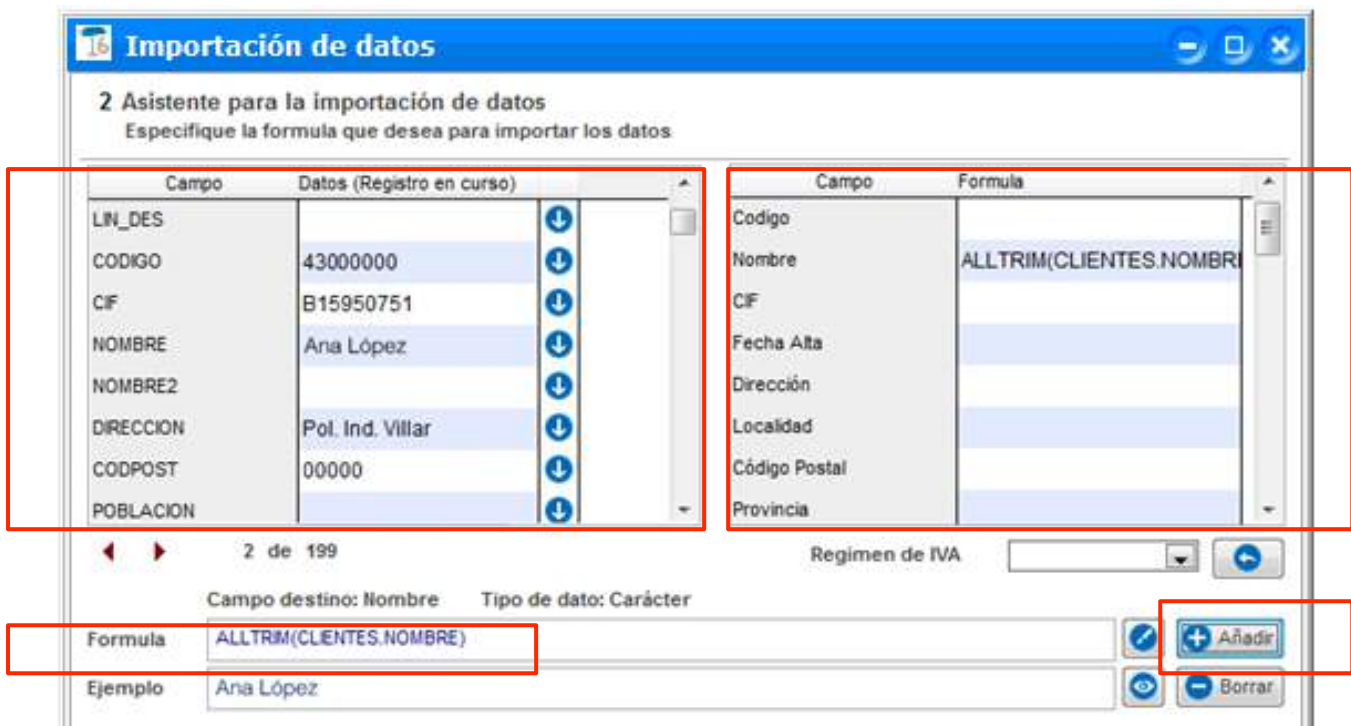 16 Importación de datos
2 Asistente para la importación de datos
Especifique la formula que desea para importar los datos
Campo Datos (Registro en curso)
LIN_DES
CODIGO 43000000
CIF B15950751
NOMBRE Ana López
NOMBRE2
DIRECCION Pol. Ind. Villar
CODPOST 00000
POBLACION
Campo Formula
Codigo
Nombre ALLTRIM(CLIENTES.NOMBRE
CIF
Fecha Alta
Dirección
Localidad
Código Postal
Provincia
2 de 199
Regimen de IVA
Campo destino: Nombre Tipo de dato: Carácter
Formula ALLTRIM(CLIENTES.NOMBRE) Añadir
Ejemplo Ana López Borrar